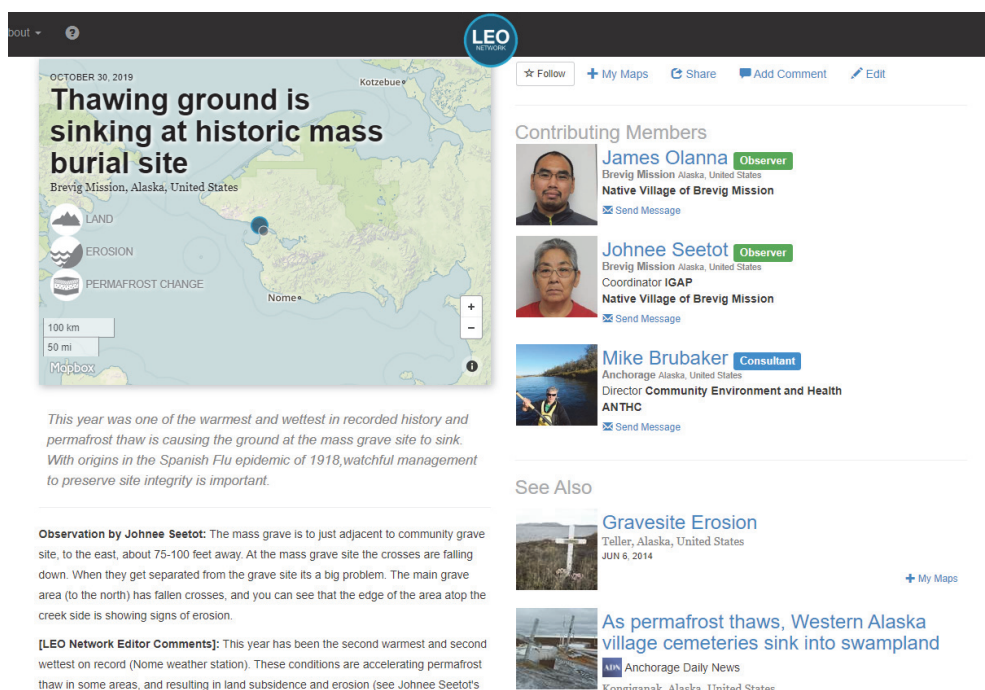 bout
?
LEO
NETWORK
OCTOBER 30, 2019
Thawing ground is
sinking at historic mass
burial site
Brevig Mission, Alaska, United States
LAND
EROSION
PERMAFROST CHANGE
Kotzebue
Nome
+
−
100 km
50 mi
Mapbox
i
This year was one of the warmest and wettest in recorded history and
permafrost thaw is causing the ground at the mass grave site to sink.
With origins in the Spanish Flu epidemic of 1918,watchful management
to preserve site integrity is important.
Observation by Johnee Seetot: The mass grave is to just adjacent to community grave
site, to the east, about 75-100 feet away. At the mass grave site the crosses are falling
down. When they get separated from the grave site its a big problem. The main grave
area (to the north) has fallen crosses, and you can see that the edge of the area atop the
creek side is showing signs of erosion.
[LEO Network Editor Comments]: This year has been the second warmest and second
wettest on record (Nome weather station). These conditions are accelerating permafrost
thaw in some areas, and resulting in land subsidence and erosion (see Johnee Seetot's
Follow
+ My Maps
Share
Add Comment
Edit
Contributing Members
James Olanna Observer
Brevig Mission Alaska, United States
Native Village of Brevig Mission
Send Message
Johnee Seetot Observer
Brevig Mission Alaska, United States
Coordinator IGAP
Native Village of Brevig Mission
Send Message
Mike Brubaker Consultant
Anchorage Alaska, United States
Director Community Environment and Health
ANTHC
Send Message
See Also
Gravesite Erosion
Teller, Alaska, United States
JUN 6, 2014
+ My Maps
As permafrost thaws, Western Alaska
village cemeteries sink into swampland
ADN Anchorage Daily News
Kongiganak, Alaska, United States